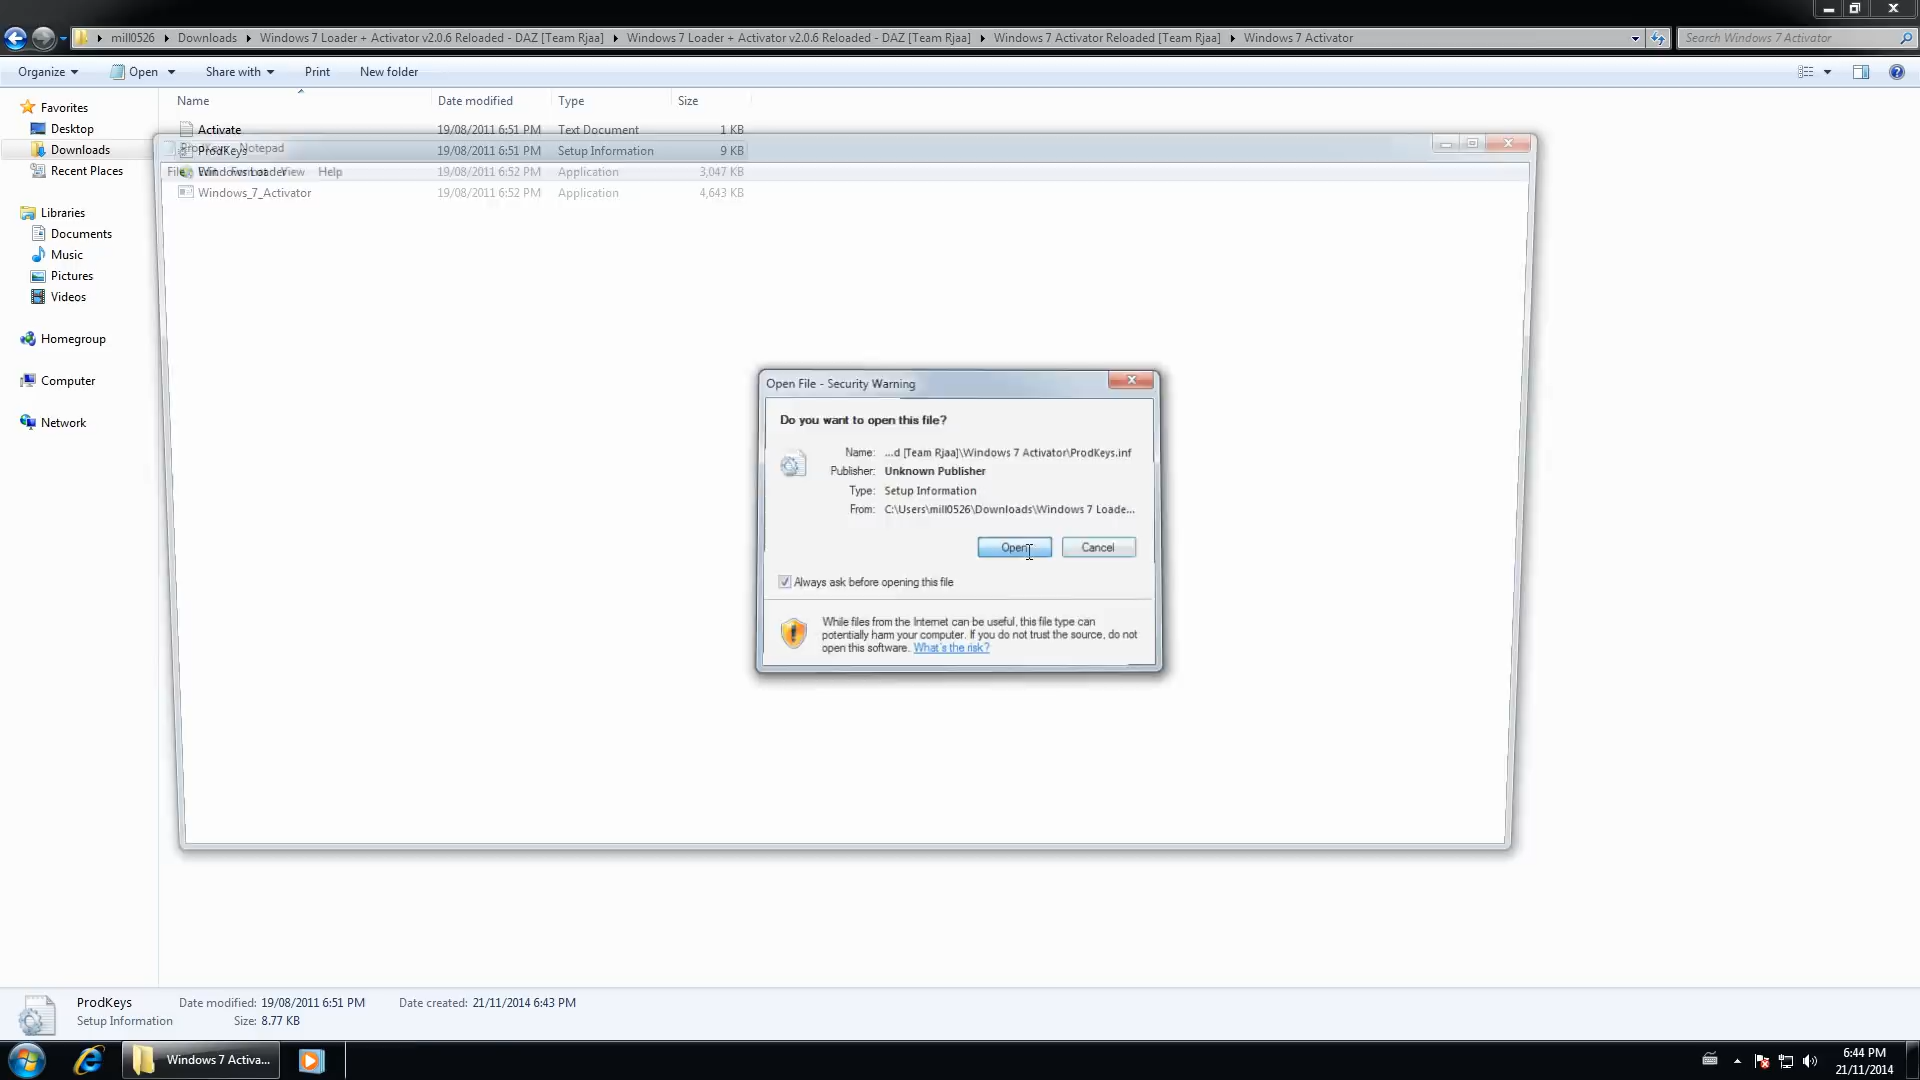 mill0526 Downloads Windows 7 Loader + Activator v2.0.6 Reloaded - DAZ [Team Rjaa] Windows 7 Loader + Activator v2.0.6 Reloaded - DAZ [Team Rjaa] Windows 7 Activator Reloaded [Team Rjaa] Windows 7 Activator Search Windows 7 Activator
Organize Open Share with Print New folder
Name Date modified Type Size
Favorites
Desktop
Downloads
Recent Places
Libraries
Documents
Music
Pictures
Videos
Homegroup
Computer
Network
Activate 19/08/2011 6:51 PM Text Document 1 KB
ProdKeys - Notepad
ProdKeys 19/08/2011 6:51 PM Setup Information 9 KB
File Edit Format View Help
Windows Loader 19/08/2011 6:52 PM Application 3,047 KB
Windows_7_Activator 19/08/2011 6:52 PM Application 4,643 KB
Open File - Security Warning
Do you want to open this file?
Name: ...d [Team Rjaa]\Windows 7 Activator\ProdKeys.inf
Publisher: Unknown Publisher
Type: Setup Information
From: C:\Users\mill0526\Downloads\Windows 7 Loade...
Open Cancel
Always ask before opening this file
While files from the Internet can be useful, this file type can
potentially harm your computer. If you do not trust the source, do not
open this software. What's the risk?
ProdKeys Date modified: 19/08/2011 6:51 PM Date created: 21/11/2014 6:43 PM
Setup Information Size: 8.77 KB
Windows 7 Activa...
6:44 PM
21/11/2014